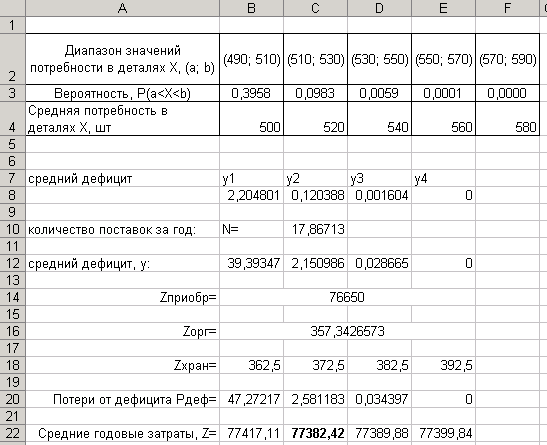 A B C D E F
1
2 Диапазон значений потребности в деталях X, (a; b) (490; 510) (510; 530) (530; 550) (550; 570) (570; 590)
3 Вероятность, P(a<X<b) 0,3958 0,0983 0,0059 0,0001 0,0000
4 Средняя потребность в деталях X, шт 500 520 540 560 580
5
6
7 средний дефицит y1 y2 y3 y4
8 2,204801 0,120388 0,001604 0
9
10 количество поставок за год: N= 17,86713
11
12 средний дефицит, y: 39,39347 2,150986 0,028665 0
13
14 Zприобр= 76650
15
16 Zорг= 357,3426573
17
18 Zхран= 362,5 372,5 382,5 392,5
19
20 Потери от дефицита Pдеф= 47,27217 2,581183 0,034397 0
21
22 Средние годовые затраты, Z= 77417,11 77382,42 77389,88 77399,84